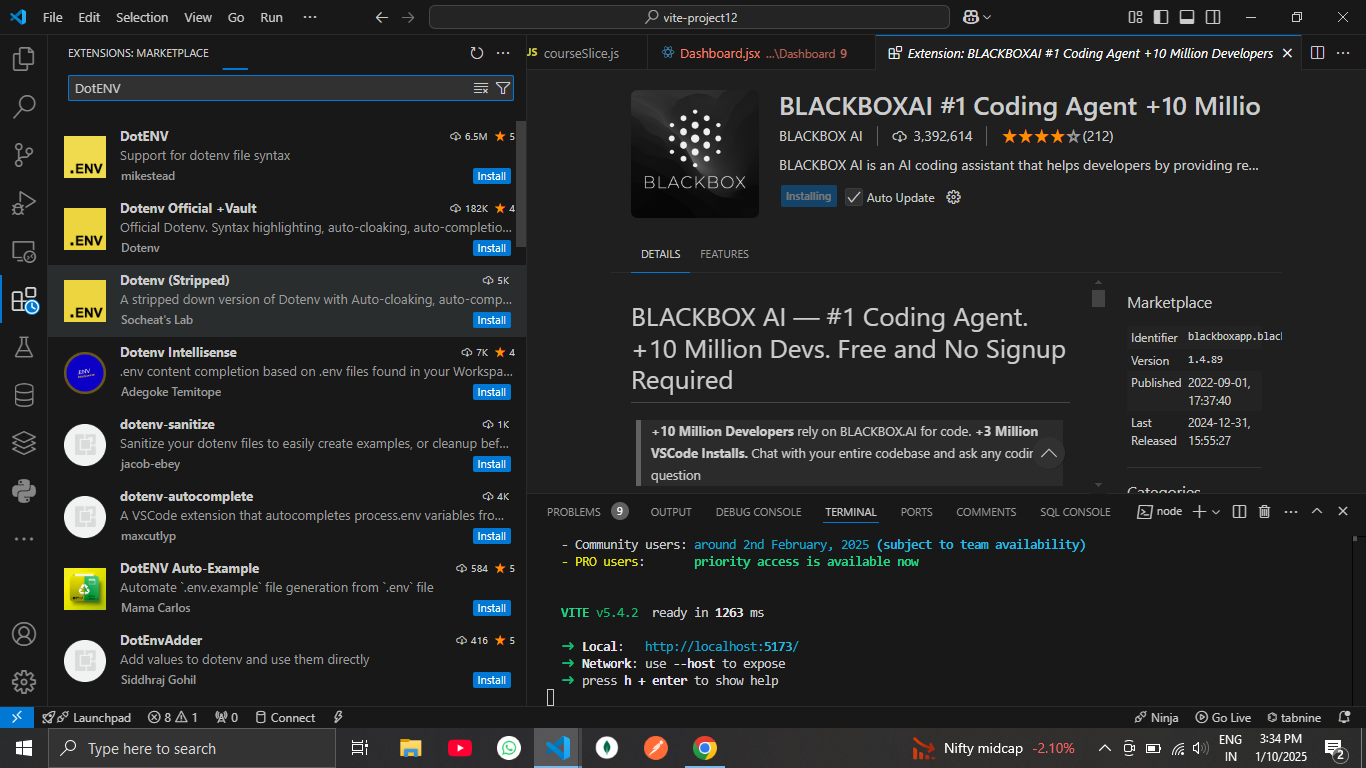 File Edit Selection View Go Run ··· vite-project12
EXTENSIONS: MARKETPLACE
DotENV
DotENV 6.5M 5
Support for dotenv file syntax
mikestead Install
Dotenv Official +Vault 182K 4
Official Dotenv. Syntax highlighting, auto-cloaking, auto-completio...
Dotenv Install
Dotenv (Stripped) 5K
A stripped down version of Dotenv with Auto-cloaking, auto-comp...
Socheat's Lab Install
Dotenv Intellisense 7K 4
.env content completion based on .env files found in your Workspa...
Adegoke Temitope Install
dotenv-sanitize 1K
Sanitize your dotenv files to easily create examples, or cleanup bef...
jacob-ebey Install
dotenv-autocomplete 4K
A VSCode extension that autocompletes process.env variables fro...
maxcutlyp Install
DotENV Auto-Example 584 5
Automate `.env.example` file generation from `.env` file
Mama Carlos Install
DotEnvAdder 416 5
Add values to dotenv and use them directly
Siddhraj Gohil Install
.ENV
.ENV
.ENV
ENV
JS courseSlice.js Dashboard.jsx ...\Dashboard 9 Extension: BLACKBOXAI #1 Coding Agent +10 Million Developers
BLACKBOX
BLACKBOXAI #1 Coding Agent +10 Millio
BLACKBOX AI 3,392,614 (212)
BLACKBOX AI is an AI coding assistant that helps developers by providing re...
Installing Auto Update
DETAILS FEATURES
BLACKBOX AI — #1 Coding Agent.
+10 Million Devs. Free and No Signup
Required
+10 Million Developers rely on BLACKBOX.AI for code. +3 Million
VSCode Installs. Chat with your entire codebase and ask any codin
question
Marketplace
Identifier blackboxapp.black
Version 1.4.89
Published 2022-09-01,
17:37:40
Last 2024-12-31,
Released 15:55:27
Categories
PROBLEMS 9 OUTPUT DEBUG CONSOLE TERMINAL PORTS COMMENTS SQL CONSOLE node
- Community users: around 2nd February, 2025 (subject to team availability)
- PRO users: priority access is available now
VITE v5.4.2 ready in 1263 ms
➜ Local: http://localhost:5173/
➜ Network: use --host to expose
➜ press h + enter to show help
Launchpad 8 1 0 Connect Ninja Go Live tabnine
Type here to search Nifty midcap -2.10% ENG 3:34 PM
IN 1/10/2025 2